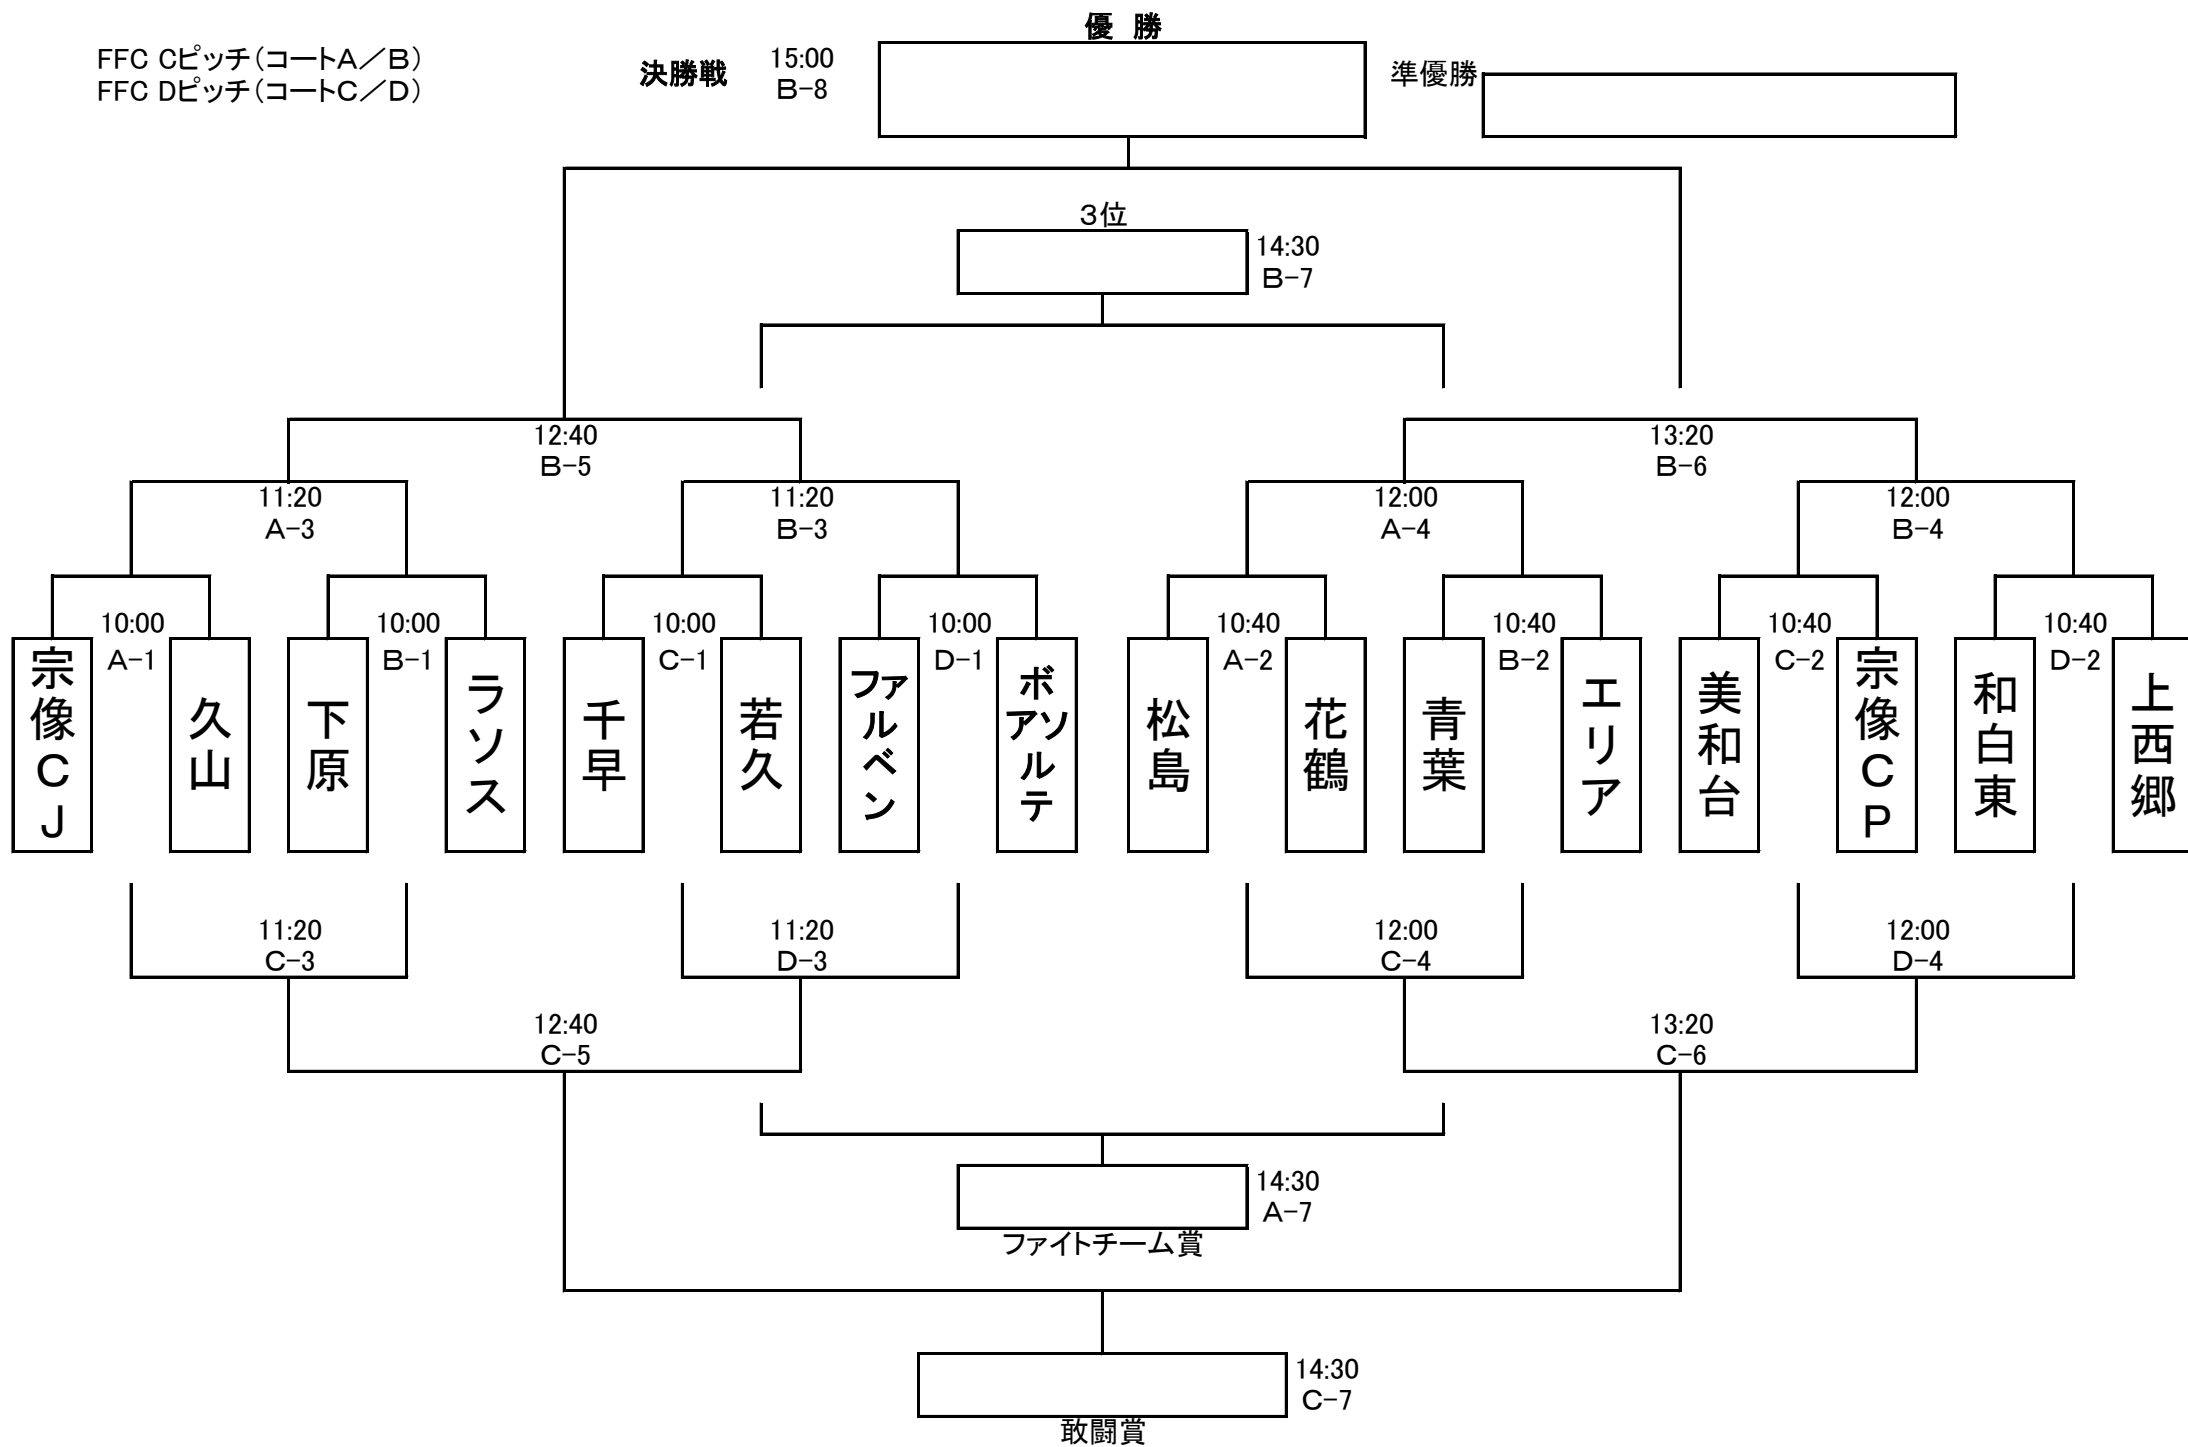 優　勝
FFC Cピッチ（コートA／B）
FFC Dピッチ（コートC／D）
決勝戦
15:00
B-8
準優勝
３位
14:30
B-7
12:40
B-5
13:20
B-6
11:20
A-3
11:20
B-3
12:00
A-4
12:00
B-4
10:00
A-1
10:00
B-1
10:00
C-1
10:00
D-1
10:40
A-2
10:40
B-2
10:40
C-2
10:40
D-2
宗像CJ
久山
下原
ラソス
千早
若久
ファルベン
ボアソルテ
松島
花鶴
青葉
エリア
美和台
宗像CP
和白東
上西郷
11:20
C-3
11:20
D-3
12:00
C-4
12:00
D-4
12:40
C-5
13:20
C-6
14:30
A-7
ファイトチーム賞
14:30
C-7
敢闘賞